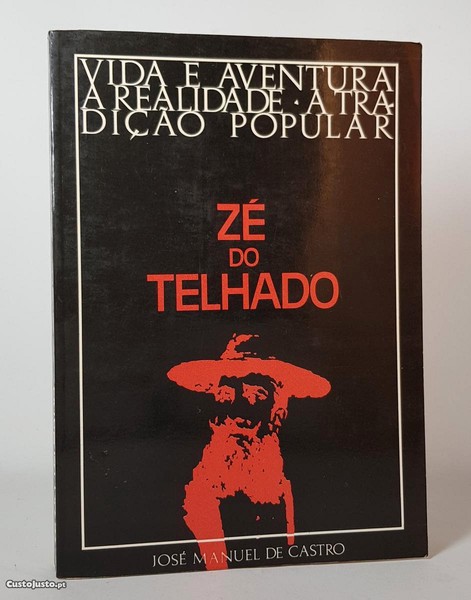 VIDA E AVENTURA
A REALIDADE · A TRA-
DIÇÃO POPULAR
ZÉ
DO
TELHADO
JOSÉ MANUEL DE CASTRO
CustoJusto.pt